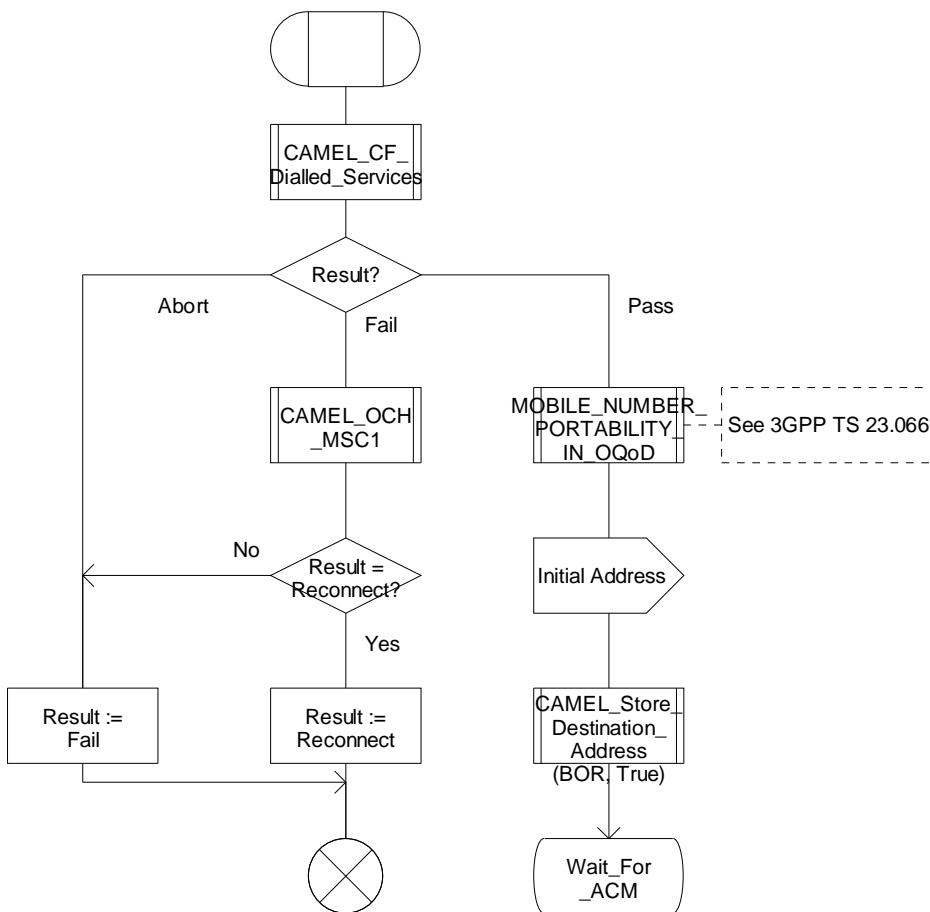 CAMEL_CF_
Dialled_Services
Result?
Abort
Fail
Pass
CAMEL_OCH
_MSC1
MOBILE_NUMBER_
PORTABILITY_
IN_OQoD
See 3GPP TS 23.066
No
Result =
Reconnect?
Initial Address
Yes
Result :=
Fail
Result :=
Reconnect
CAMEL_Store_
Destination_
Address
(BOR, True)
Wait_For
_ACM